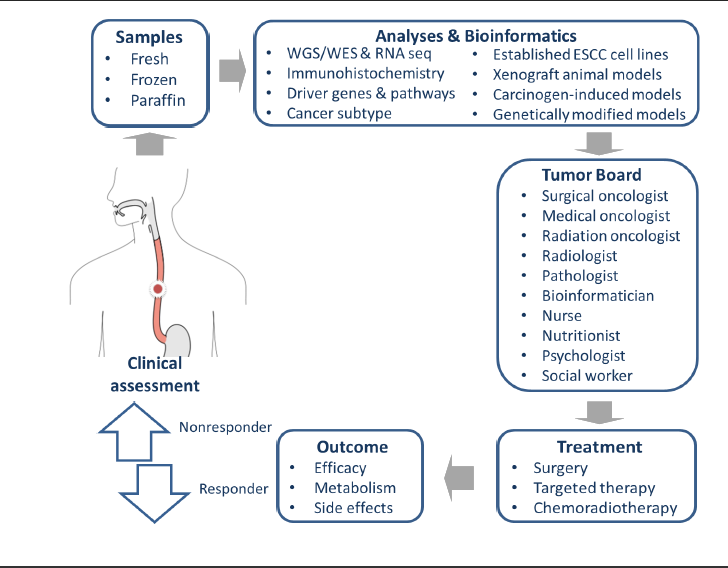 Samples
• Fresh
• Frozen
• Paraffin
Analyses & Bioinformatics
• WGS/WES & RNA seq
• Immunohistochemistry
• Driver genes & pathways
• Cancer subtype
• Established ESCC cell lines
• Xenograft animal models
• Carcinogen-induced models
• Genetically modified models
Tumor Board
• Surgical oncologist
• Medical oncologist
• Radiation oncologist
• Radiologist
• Pathologist
• Bioinformatician
• Nurse
• Nutritionist
• Psychologist
• Social worker
Treatment
• Surgery
• Targeted therapy
• Chemoradiotherapy
Outcome
• Efficacy
• Metabolism
• Side effects
Clinical
assessment
Nonresponder
Responder